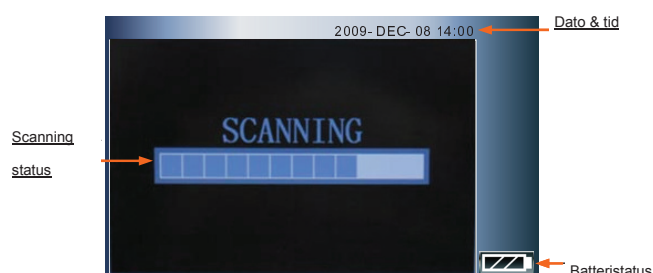 2009- DEC- 08 14:00
Dato & tid
SCANNING
Scanning
status
Batteristatus